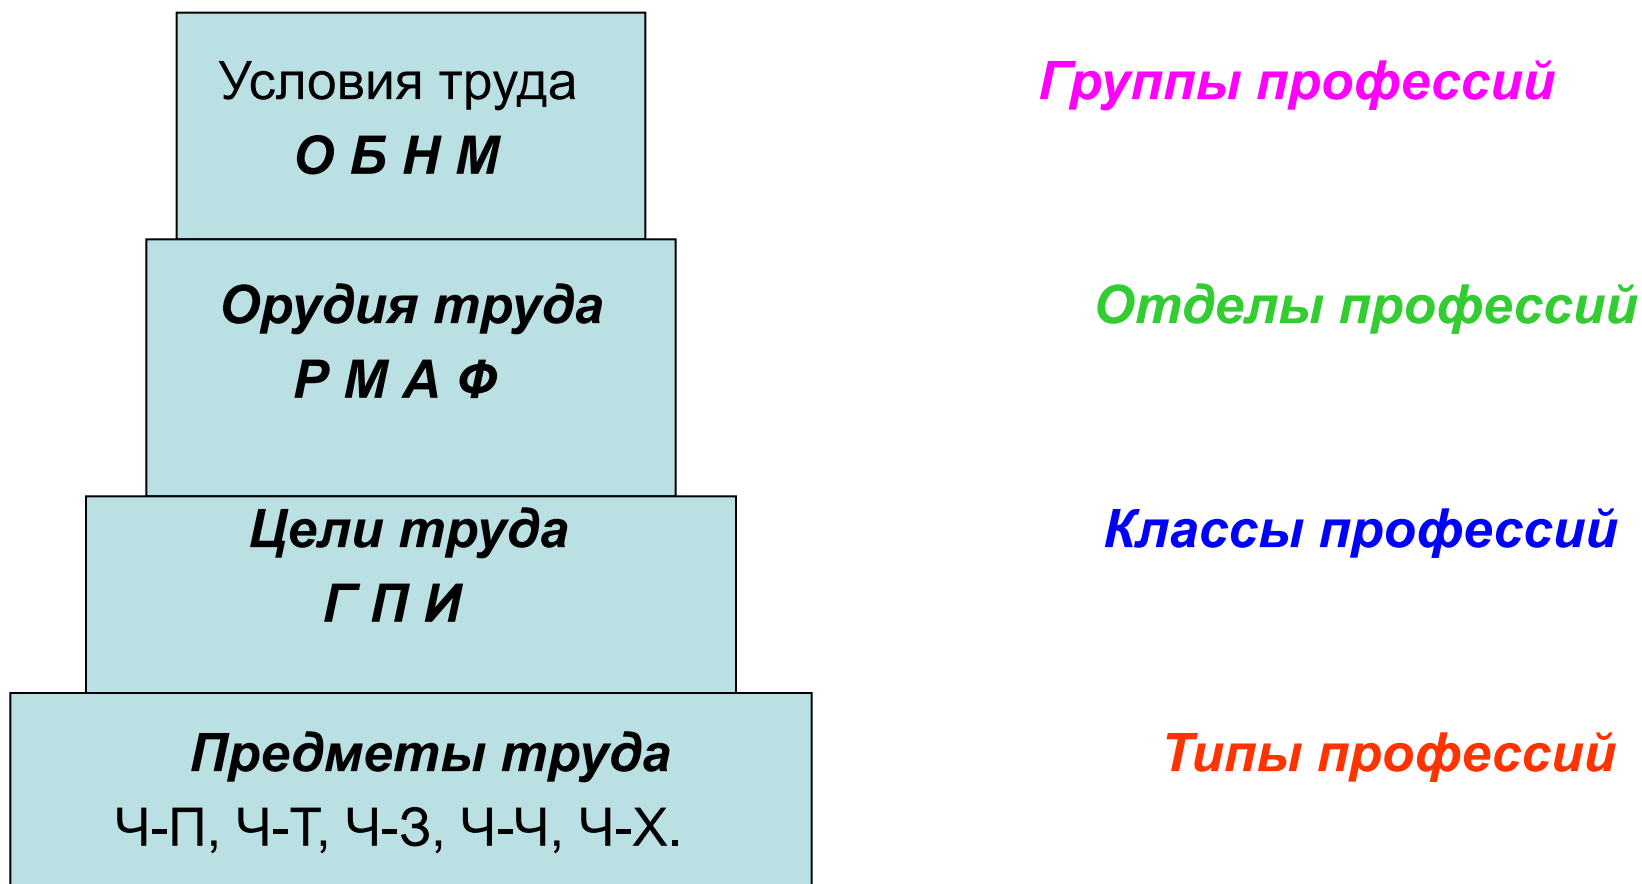 Условия труда
О Б Н М
Группы профессий
Орудия труда
Р М А Ф
Отделы профессий
Цели труда
Г П И
Классы профессий
Предметы труда
Ч-П, Ч-Т, Ч-З, Ч-Ч, Ч-Х.
Типы профессий